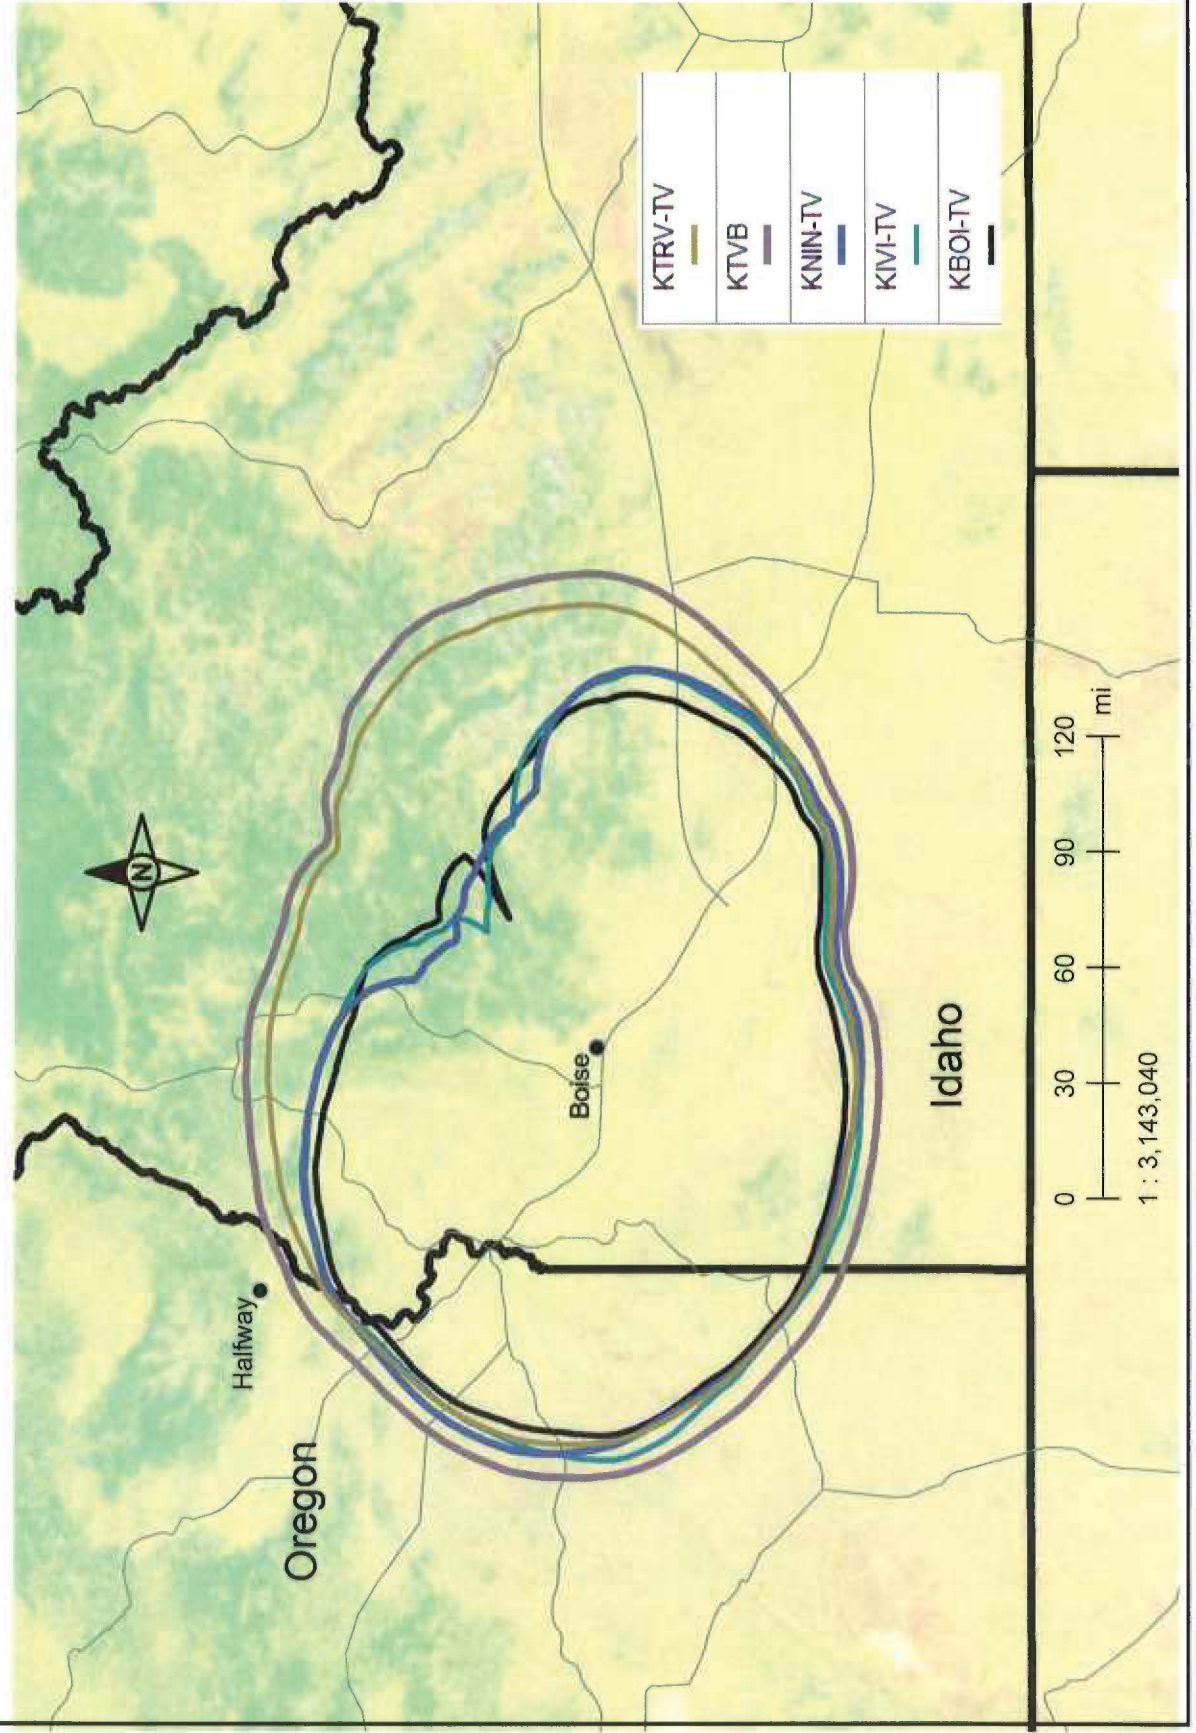 N
Halfway
Oregon
Boise
Idaho
KTRV-TV
KTVB
KNIN-TV
KIVI-TV
KBOI-TV
0 30 60 90 120
mi
1 : 3,143,040